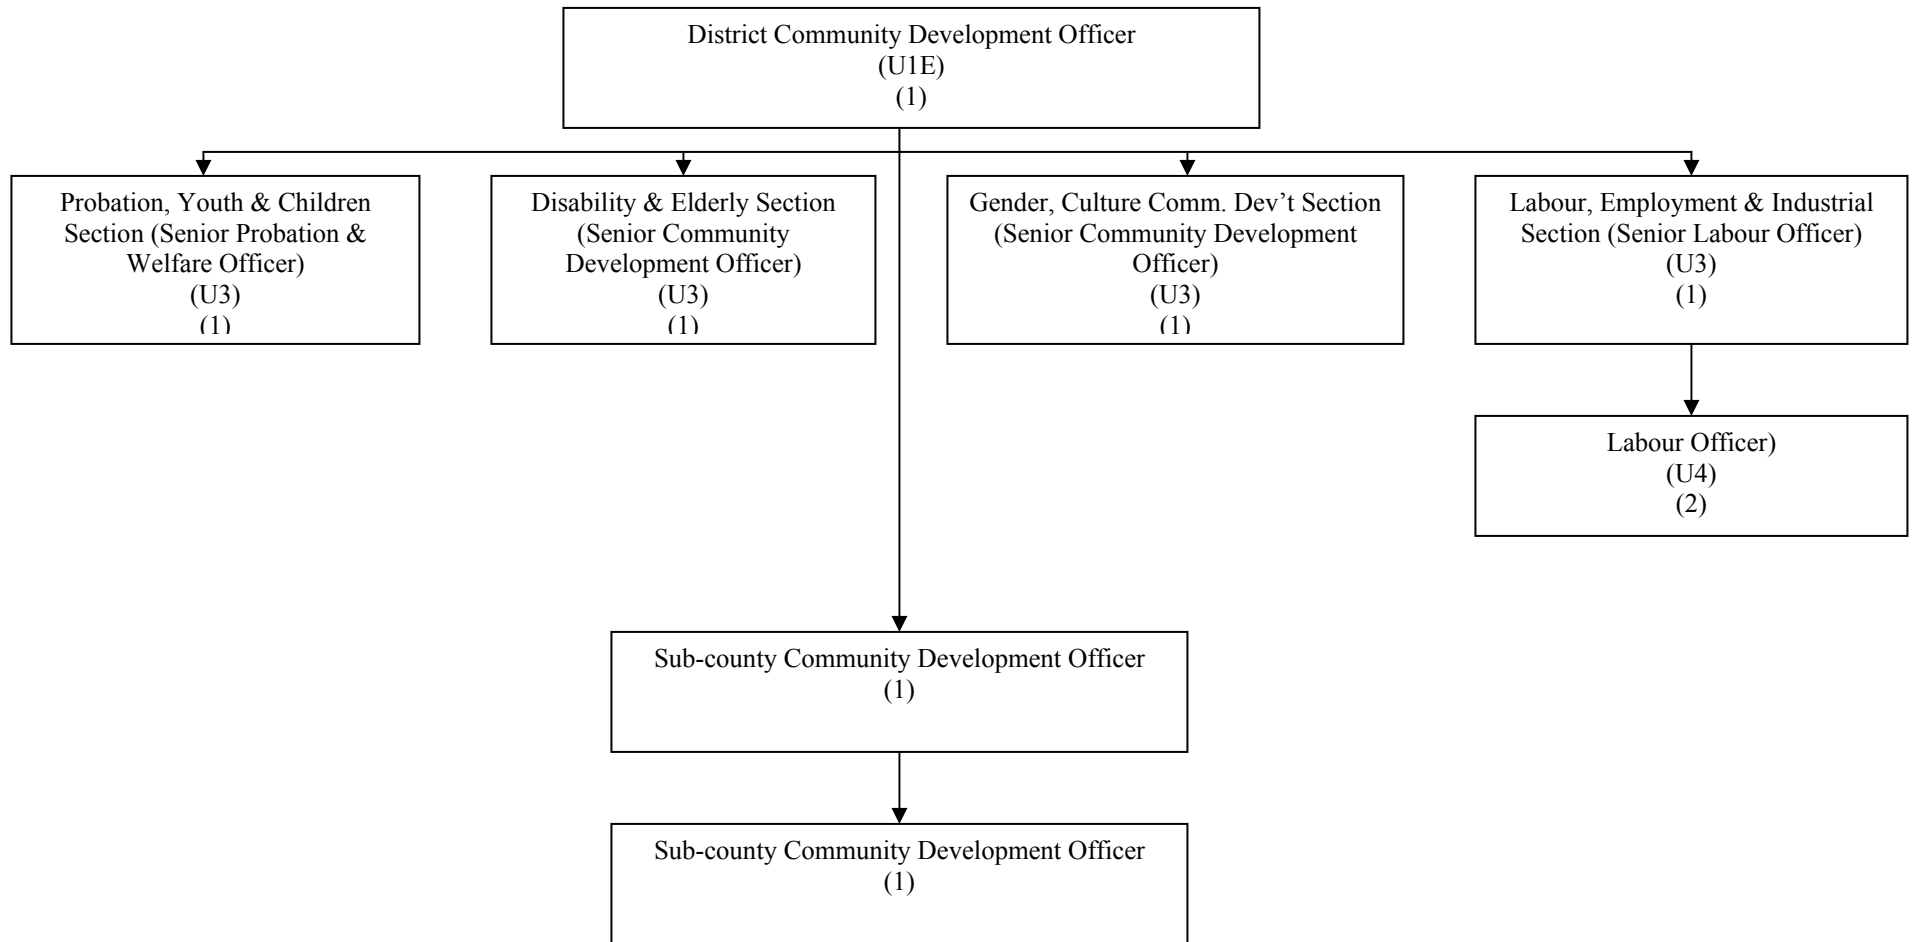 District Community Development Officer
(U1E)
(1)
Probation, Youth & Children
Section (Senior Probation &
Welfare Officer)
(U3)
(1)
Disability & Elderly Section
(Senior Community
Development Officer)
(U3)
(1)
Gender, Culture Comm. Dev’t Section
(Senior Community Development
Officer)
(U3)
(1)
Labour, Employment & Industrial
Section (Senior Labour Officer)
(U3)
(1)
Labour Officer)
(U4)
(2)
Sub-county Community Development Officer
(1)
Sub-county Community Development Officer
(1)